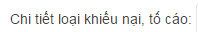 Chi tiết loại khiếu nại, tố cáo: